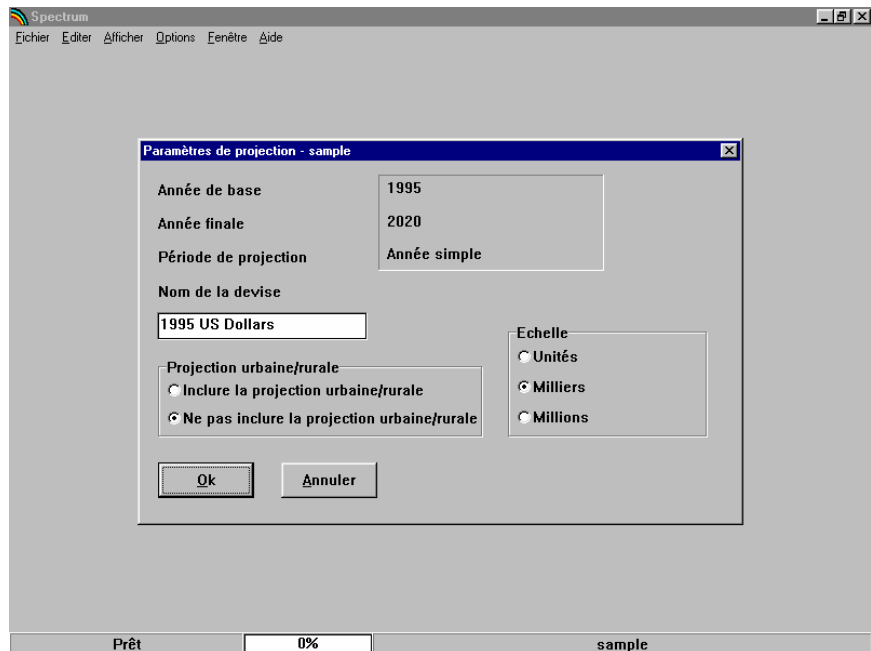 Spectrum
Fichier Editer Afficher Options Fenêtre Aide
Paramètres de projection - sample
Année de base 1995
Année finale 2020
Période de projection Année simple
Nom de la devise
1995 US Dollars
Projection urbaine/rurale
Inclure la projection urbaine/rurale
Ne pas inclure la projection urbaine/rurale
Echelle
Unités
Milliers
Millions
Ok Annuler
Prêt 0% sample